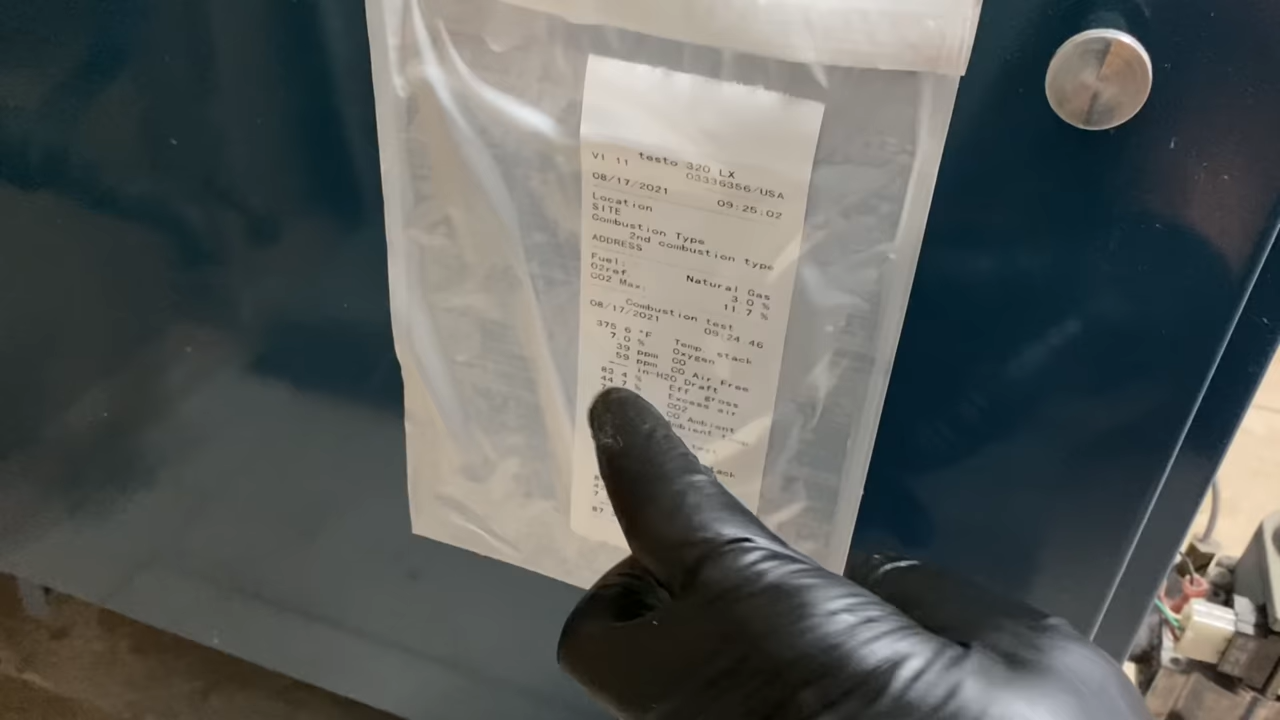 testo 320 LX
V1 11 03336356/USA
08/17/2021 09:25:02
Location
SITE
Combustion Type
2nd combustion type
ADDRESS
Fuel: Natural Gas
O2ref. 3.0 %
CO2 Max: 11.7 %
Combustion test
08/17/2021 09:24:46
375.6 °F Temp. stack
7.0 % Oxygen
39 ppm CO
59 ppm CO Air Free
---- in-H2O Draft
83.4 % Eff. gross
44.7 % Excess air
CO2
CO Ambient
87